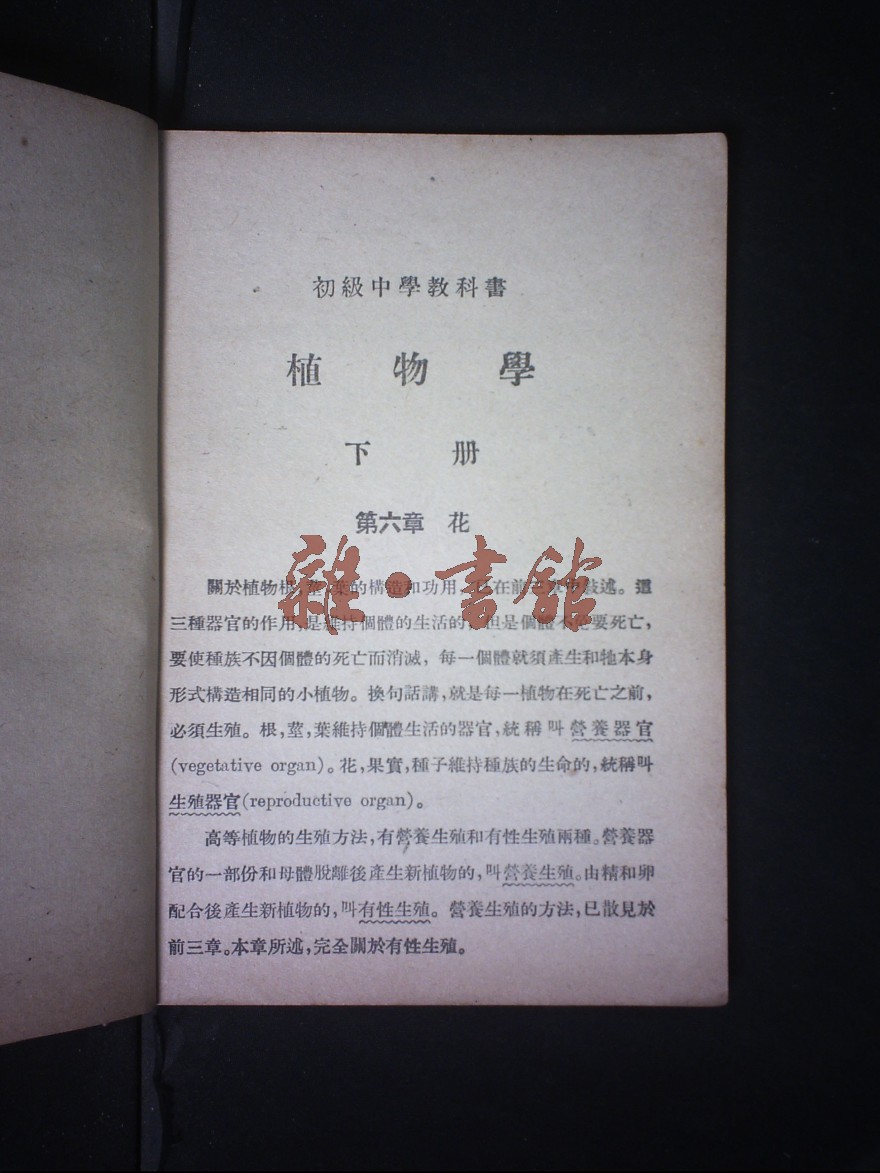 初級中學教科書
植物學
下册
第六章 花
雜·書館
關於植物根,莖,葉的構造和功用,已在前三章中敍述。這
三種器官的作用,是維持個體的生活的,但是個體不免要死亡,
要使種族不因個體的死亡而消滅,每一個體就須產生和牠本身
形式構造相同的小植物。換句話講,就是每一植物在死亡之前,
必須生殖。根,莖,葉維持個體生活的器官,統稱叫營養器官
(vegetative organ)。花,果實,種子維持種族的生命的,統稱叫
生殖器官(reproductive organ)。
高等植物的生殖方法,有營養生殖和有性生殖兩種。營養器
官的一部份和母體脫離後產生新植物的,叫營養生殖。由精和卵
配合後產生新植物的,叫有性生殖。營養生殖的方法,已散見於
前三章。本章所述,完全關於有性生殖。